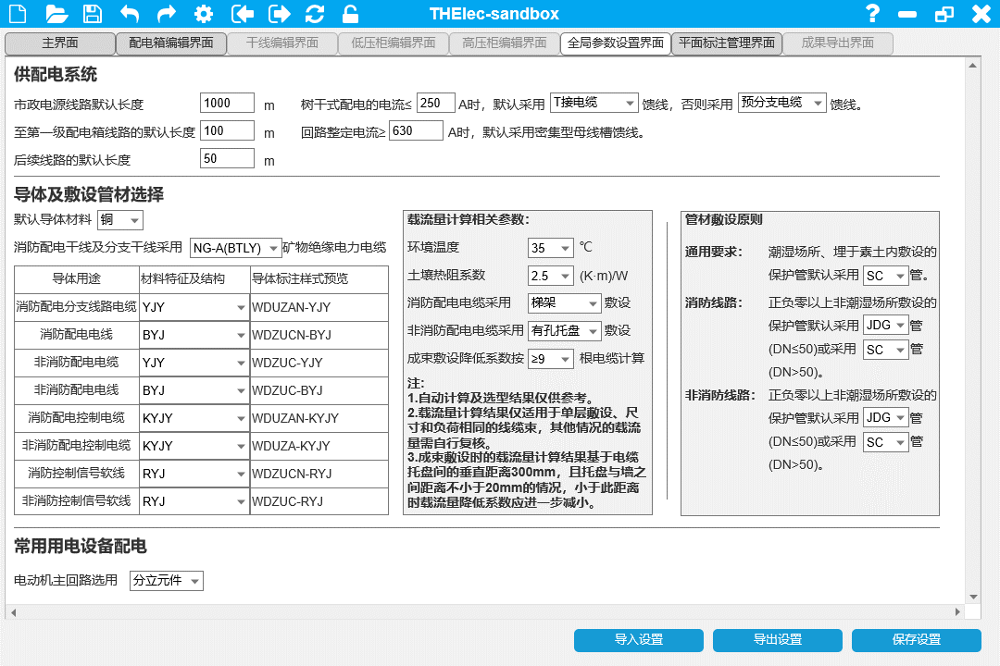 THElec-sandbox
主界面 配电箱编辑界面 干线编辑界面 低压柜编辑界面 高压柜编辑界面 全局参数设置界面 平面标注管理界面 成果导出界面
供配电系统
市政电源线路默认长度 1000 m 树干式配电的电流≤ 250 A时，默认采用 T接电缆 馈线，否则采用 预分支电缆 馈线。
至第一级配电箱线路的默认长度 100 m 回路整定电流≥ 630 A时，默认采用密集型母线槽馈线。
后续线路的默认长度 50 m
导体及敷设管材选择
默认导体材料 铜
消防配电干线及分支干线采用 NG-A(BTLY) 矿物绝缘电力电缆
导体用途 材料特征及结构 导体标注样式预览
消防配电分支线路电缆 YJY WDUZAN-YJY
消防配电电线 BYJ WDZUCN-BYJ
非消防配电电缆 YJY WDZUC-YJY
非消防配电电线 BYJ WDZUC-BYJ
消防配电控制电缆 KYJY WDUZAN-KYJY
非消防配电控制电缆 KYJY WDUZA-KYJY
消防控制信号软线 RYJ WDZUCN-RYJ
非消防控制信号软线 RYJ WDZUC-RYJ
载流量计算相关参数：
环境温度 35 ℃
土壤热阻系数 2.5 (K·m)/W
消防配电电缆采用 梯架 敷设
非消防配电电缆采用 有孔托盘 敷设
成束敷设降低系数按 ≥9 根电缆计算
注：
1.自动计算及选型结果仅供参考。
2.载流量计算结果仅适用于单层敷设、尺
寸和负荷相同的线缆束，其他情况的载流
量需自行复核。
3.成束敷设时的载流量计算结果基于电缆
托盘间的垂直距离300mm，且托盘与墙之
间距离不小于20mm的情况，小于此距离
时载流量降低系数应进一步减小。
管材敷设原则
通用要求： 潮湿场所、埋于素土内敷设的
保护管默认采用 SC 管。
消防线路： 正负零以上非潮湿场所敷设的
保护管默认采用 JDG 管
(DN≤50)或采用 SC 管
(DN>50)。
非消防线路： 正负零以上非潮湿场所敷设的
保护管默认采用 JDG 管
(DN≤50)或采用 SC 管
(DN>50)。
常用用电设备配电
电动机主回路选用 分立元件
导入设置 导出设置 保存设置